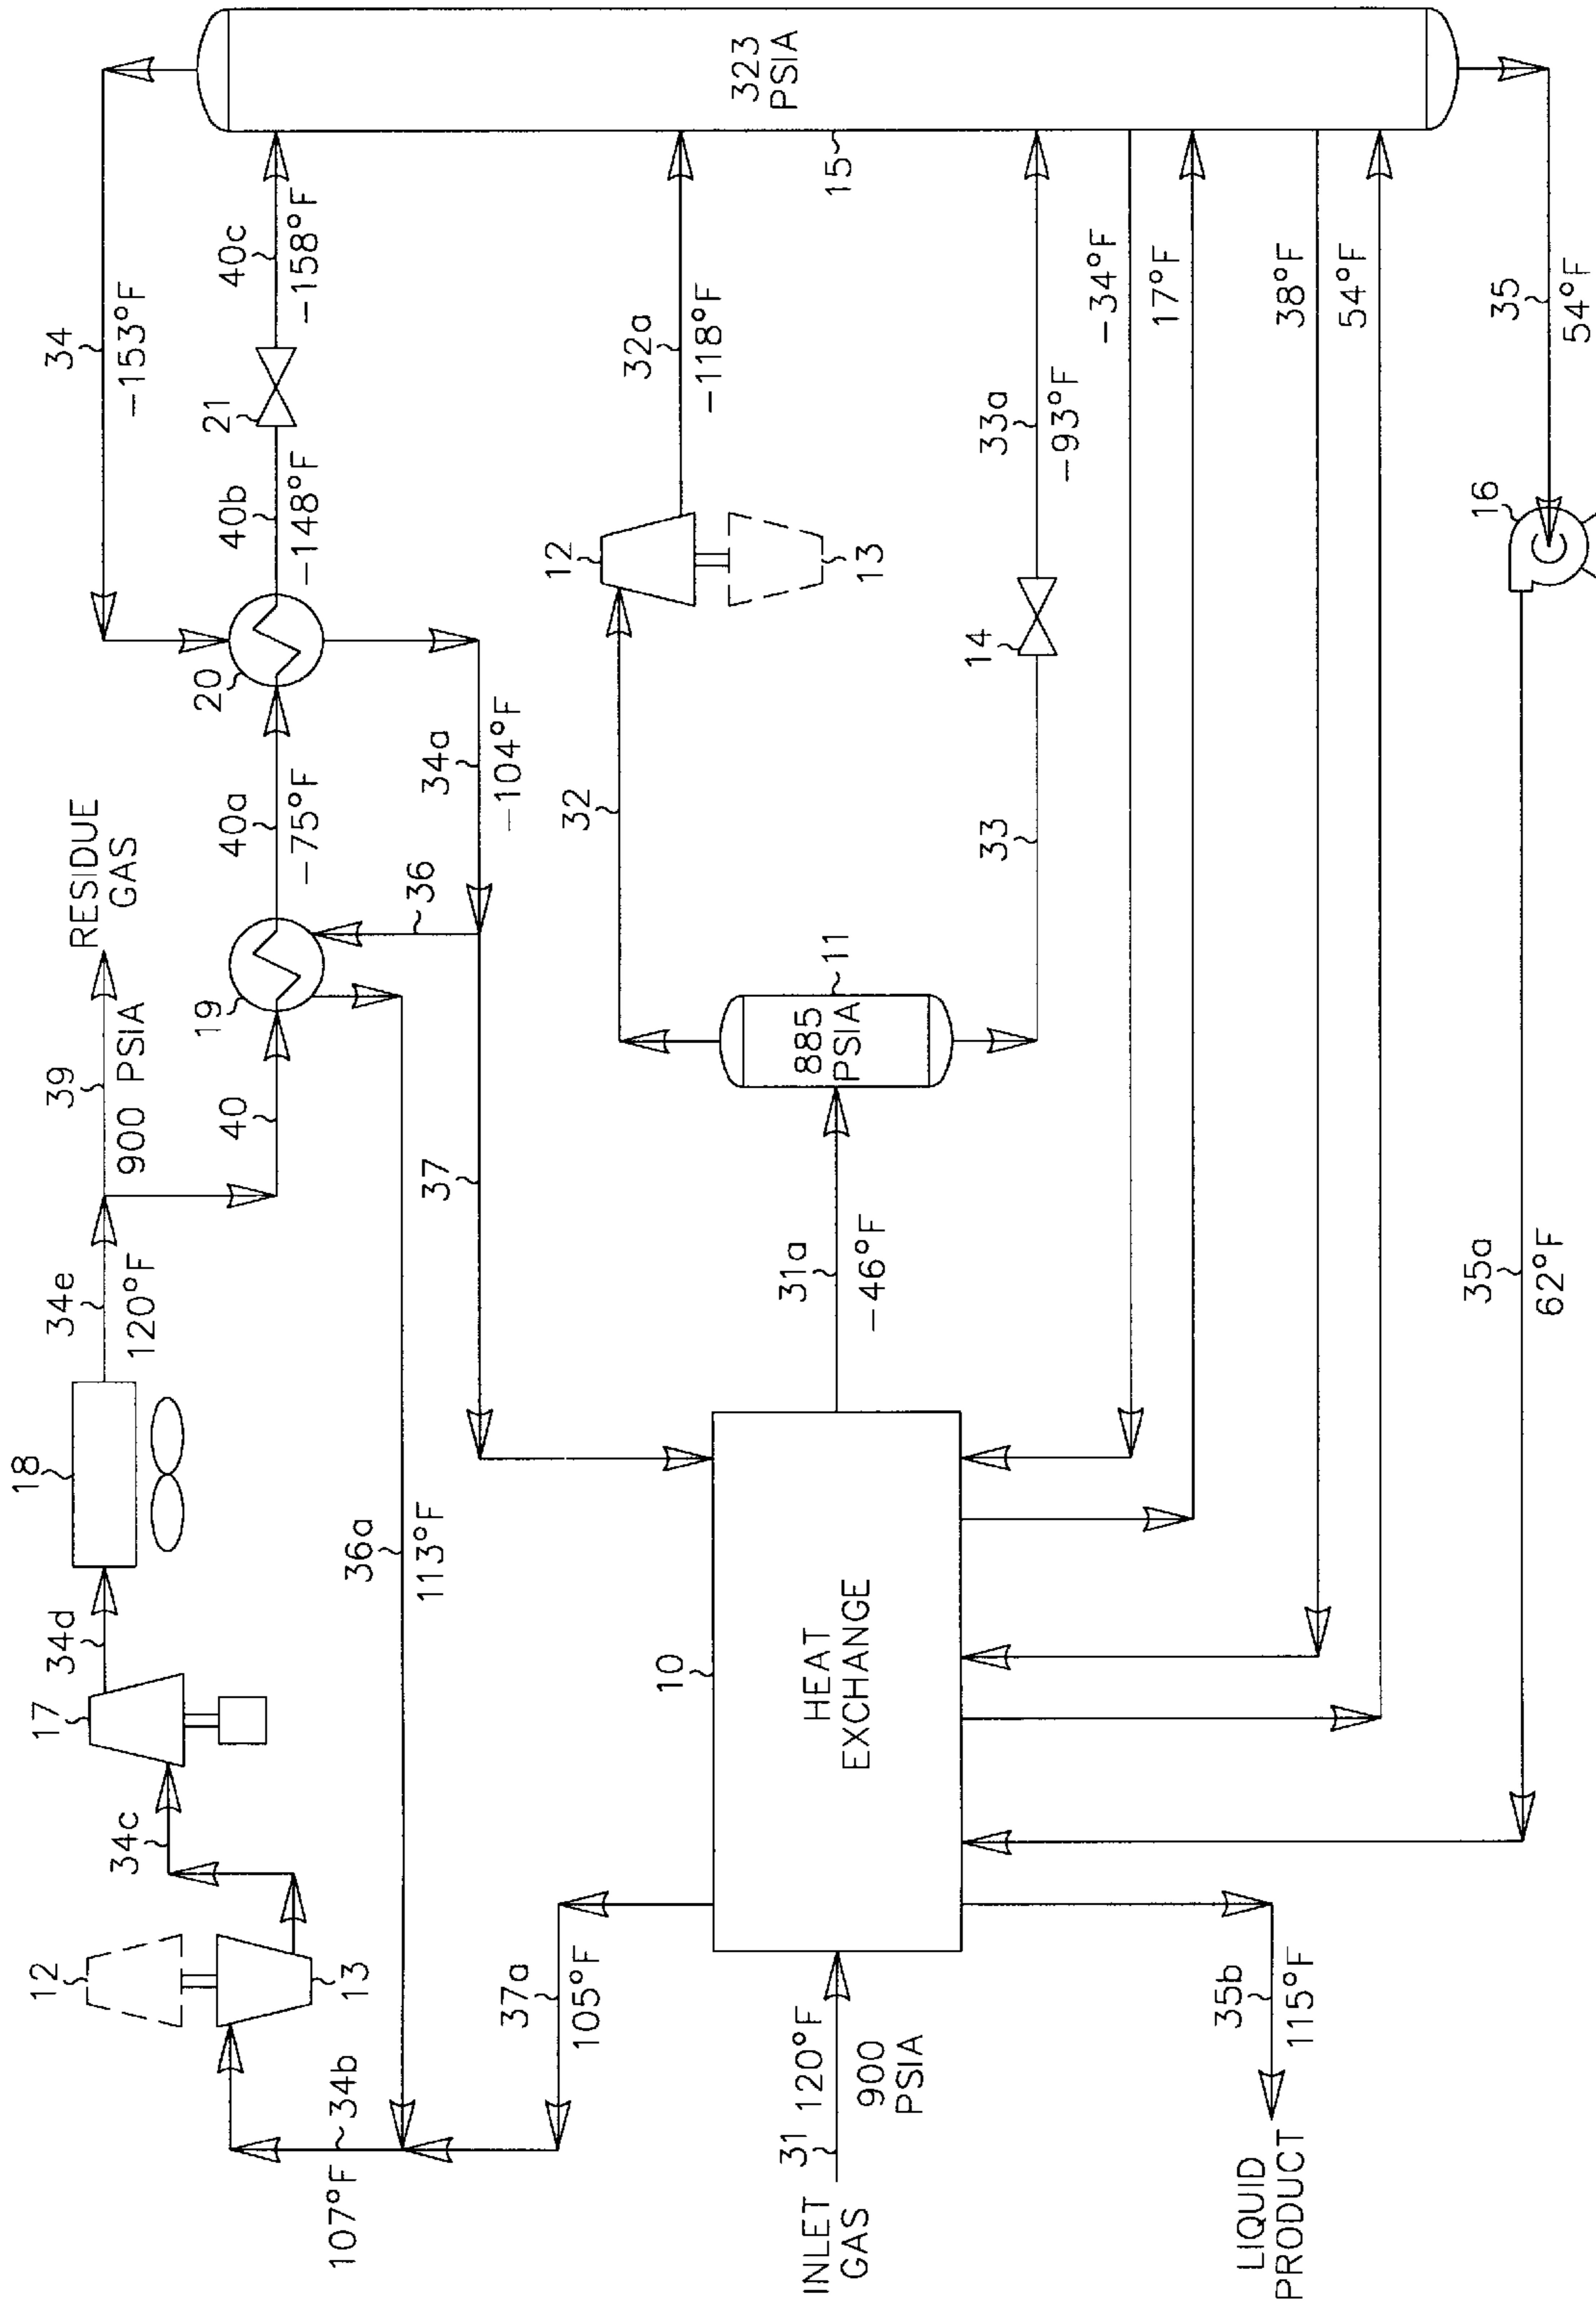 34
-153°F
RESIDUE
GAS
39
900 PSIA
34e
120°F
18
34d
17
34c
12
13
34b
107°F
40
19
40a
-75°F
20
40b
-148°F
21
40c
-158°F
36
34a
-104°F
36a
113°F
37
37a
105°F
323
PSIA
15
32
12
13
32a
-118°F
11
885
PSIA
31a
-46°F
10
HEAT
EXCHANGE
INLET
GAS
31
120°F
900
PSIA
33
14
33a
-93°F
-34°F
17°F
38°F
54°F
35
54°F
16
35a
62°F
35b
115°F
LIQUID
PRODUCT